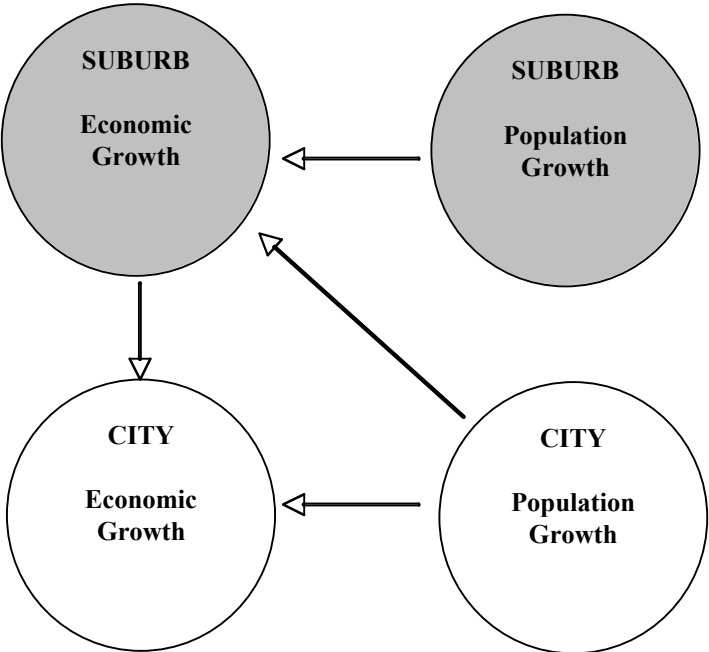 SUBURB
Economic
Growth
SUBURB
Population
Growth
CITY
Economic
Growth
CITY
Population
Growth